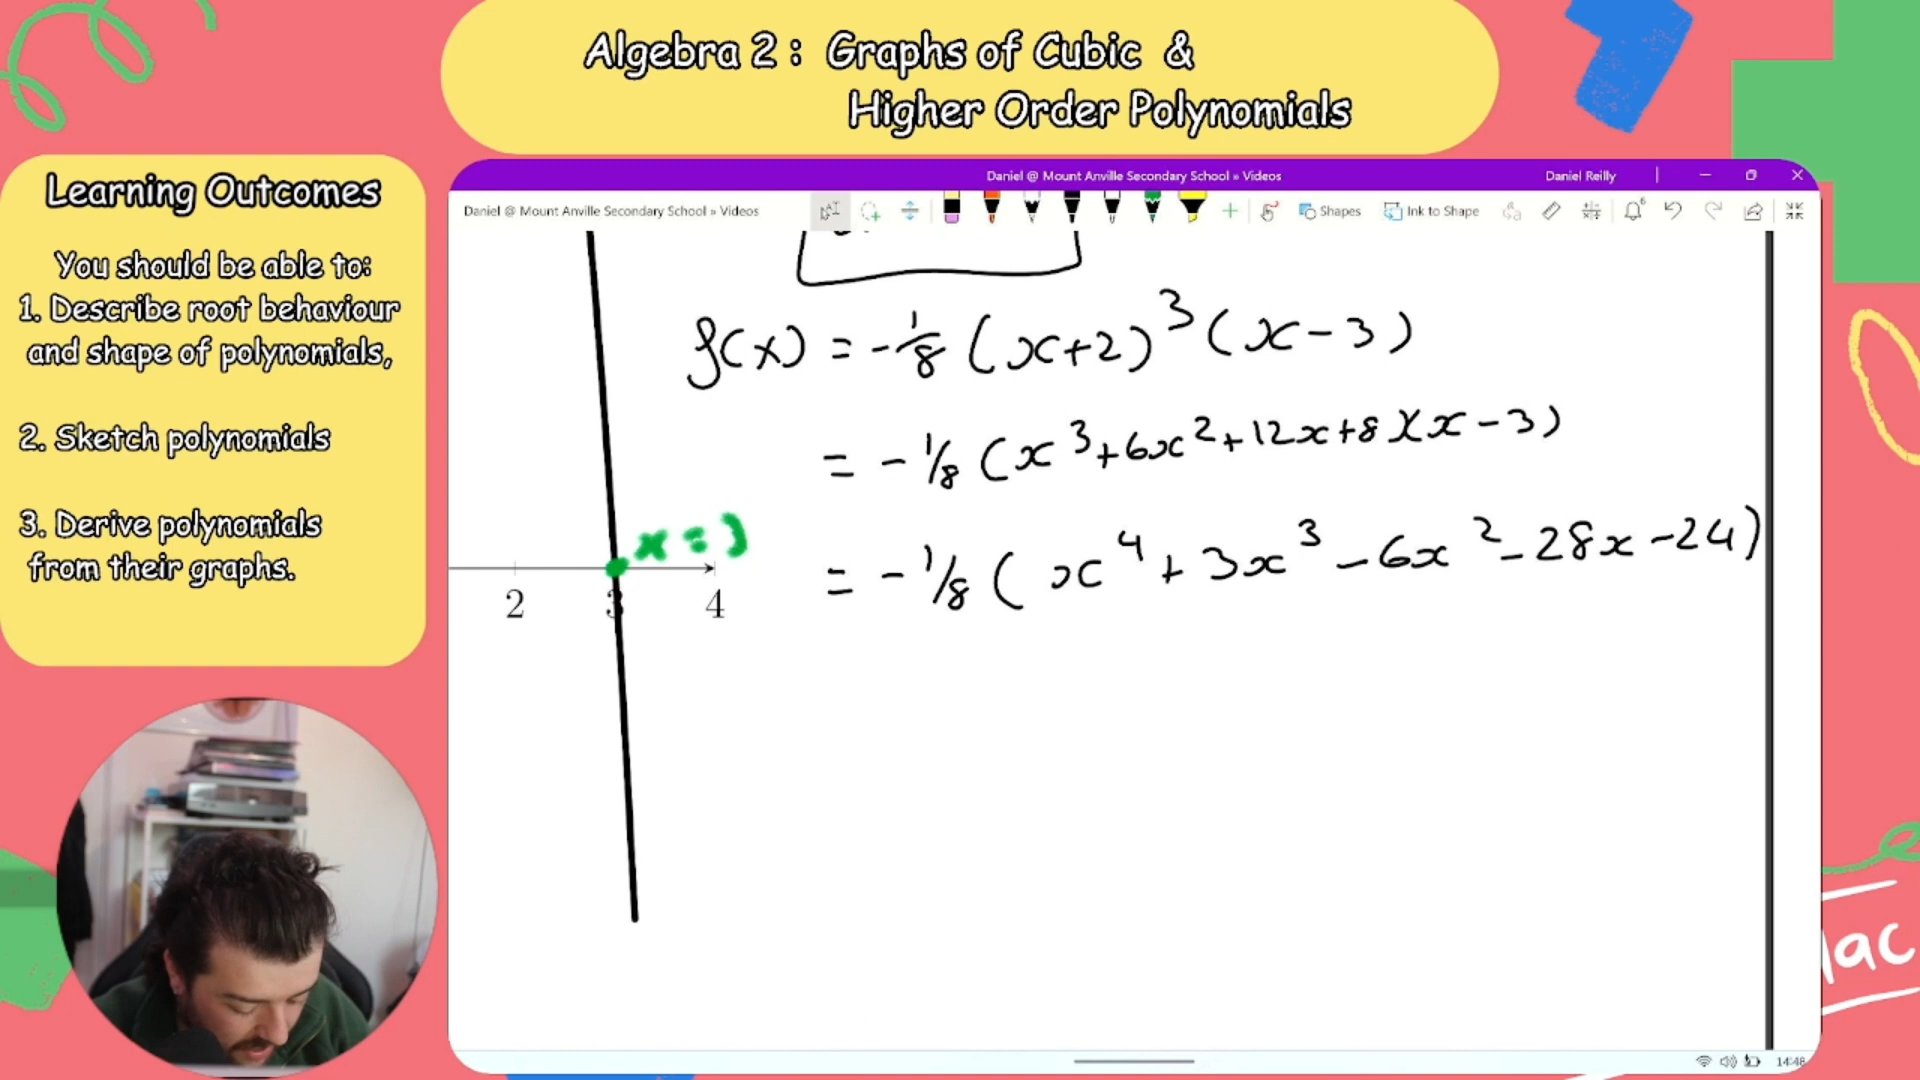 Algebra 2 : Graphs of Cubic &
Higher Order Polynomials
Learning Outcomes
You should be able to:
1. Describe root behaviour
and shape of polynomials,
2. Sketch polynomials
3. Derive polynomials
from their graphs.
Daniel @ Mount Anville Secondary School » Videos
Daniel Reilly
Daniel @ Mount Anville Secondary School » Videos
Shapes
Ink to Shape
6
f(x) = -1/8 (x+2)^3 (x-3)
= -1/8 (x^3+6x^2+12x+8)(x-3)
= -1/8 (x^4+3x^3-6x^2-28x-24)
x = 3
2 3 4
14:46